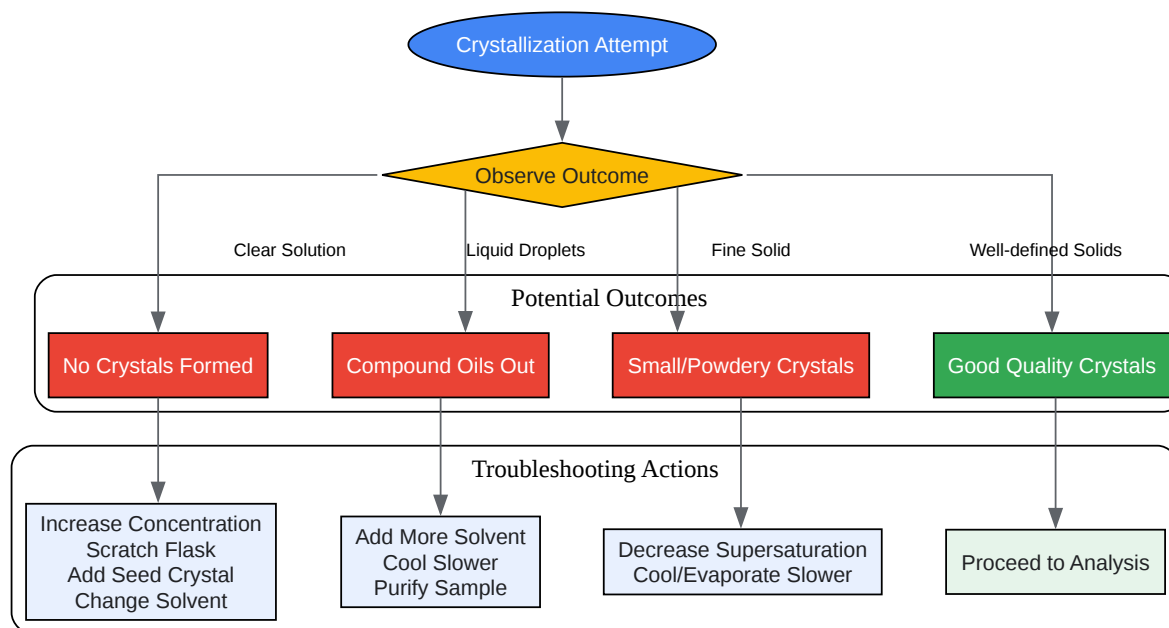 Crystallization Attempt
Observe Outcome
Clear Solution
Liquid Droplets
Fine Solid
Well-defined Solids
Potential Outcomes
No Crystals Formed
Compound Oils Out
Small/Powdery Crystals
Good Quality Crystals
Troubleshooting Actions
Increase Concentration
Scratch Flask
Add Seed Crystal
Change Solvent
Add More Solvent
Cool Slower
Purify Sample
Decrease Supersaturation
Cool/Evaporate Slower
Proceed to Analysis